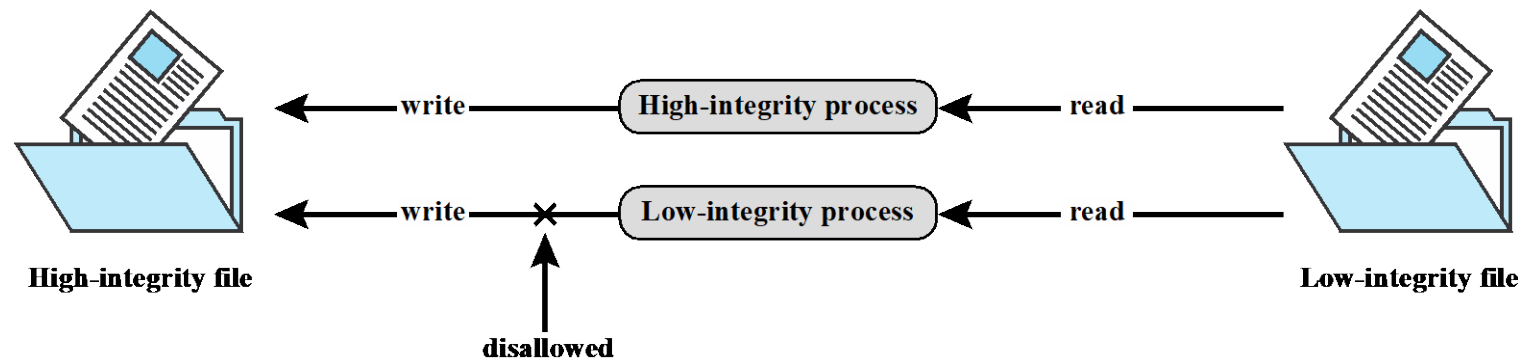 write High-integrity process read
write Low-integrity process read
High-integrity file Low-integrity file
disallowed